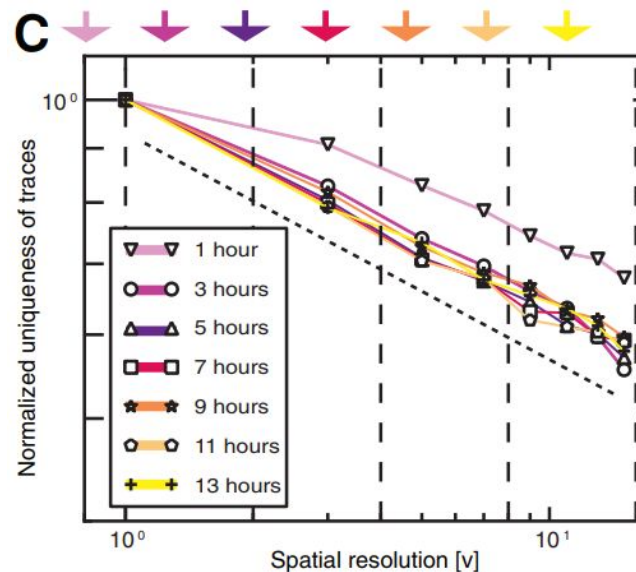 C
10⁰
Normalized uniqueness of traces
1 hour
3 hours
5 hours
7 hours
9 hours
11 hours
13 hours
10⁰
10¹
Spatial resolution [v]